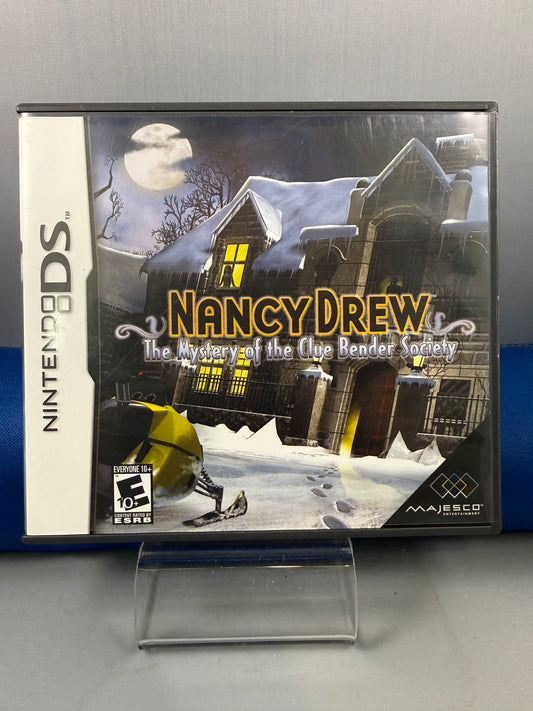 NINTENDO DS™
NANCY DREW
The Mystery of the Clue Bender Society
EVERYONE 10+
E
10+
CONTENT RATED BY
ESRB
MAJESCO
ENTERTAINMENT